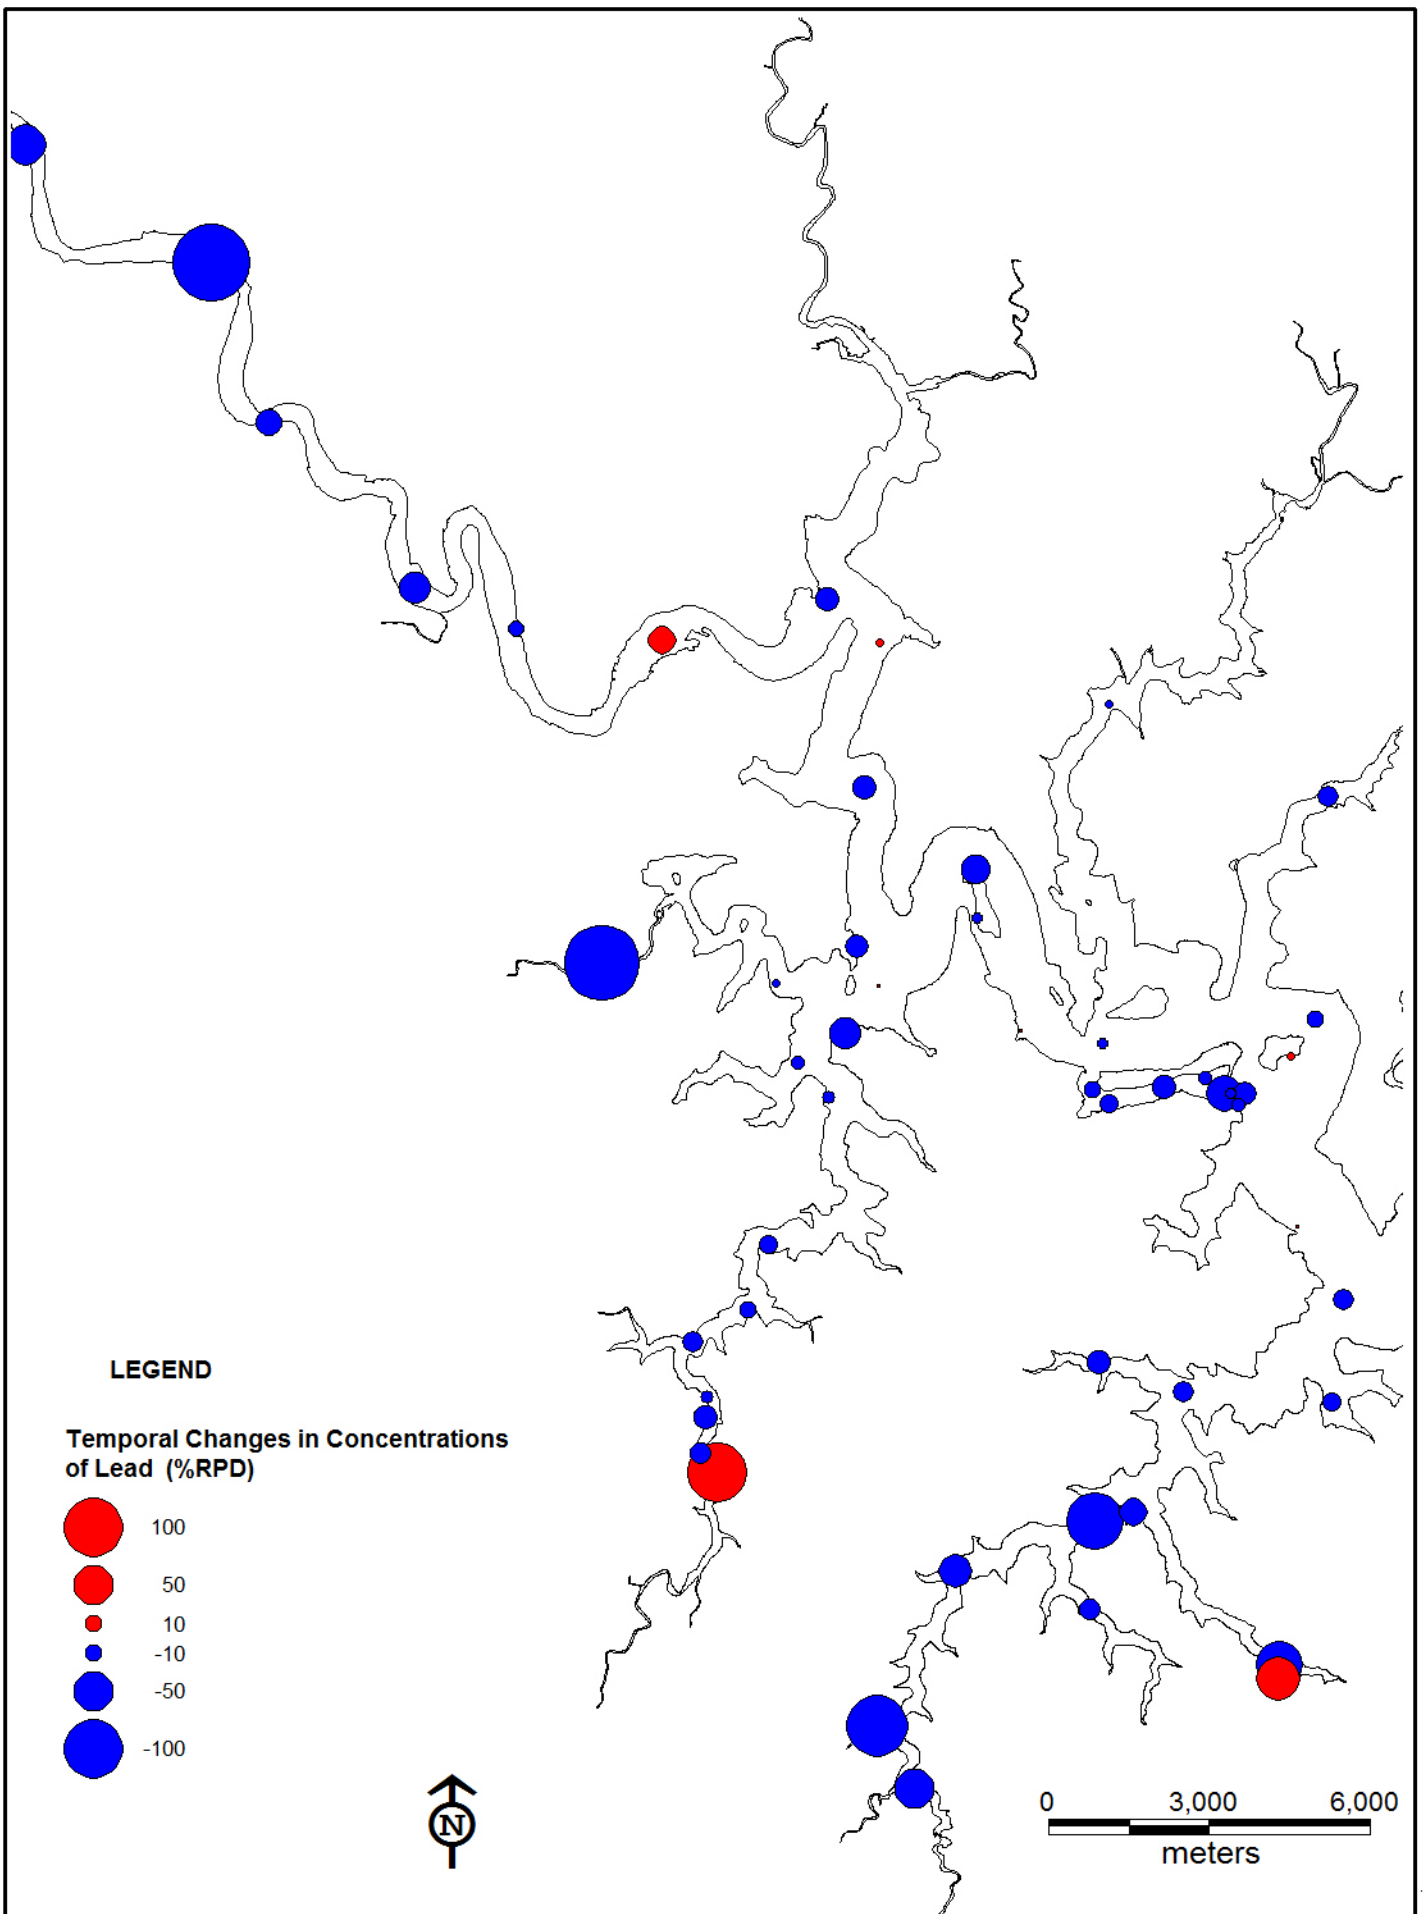 LEGEND
Temporal Changes in Concentrations
of Lead (%RPD)
100
50
10
-10
-50
-100
N
0 3,000 6,000
meters